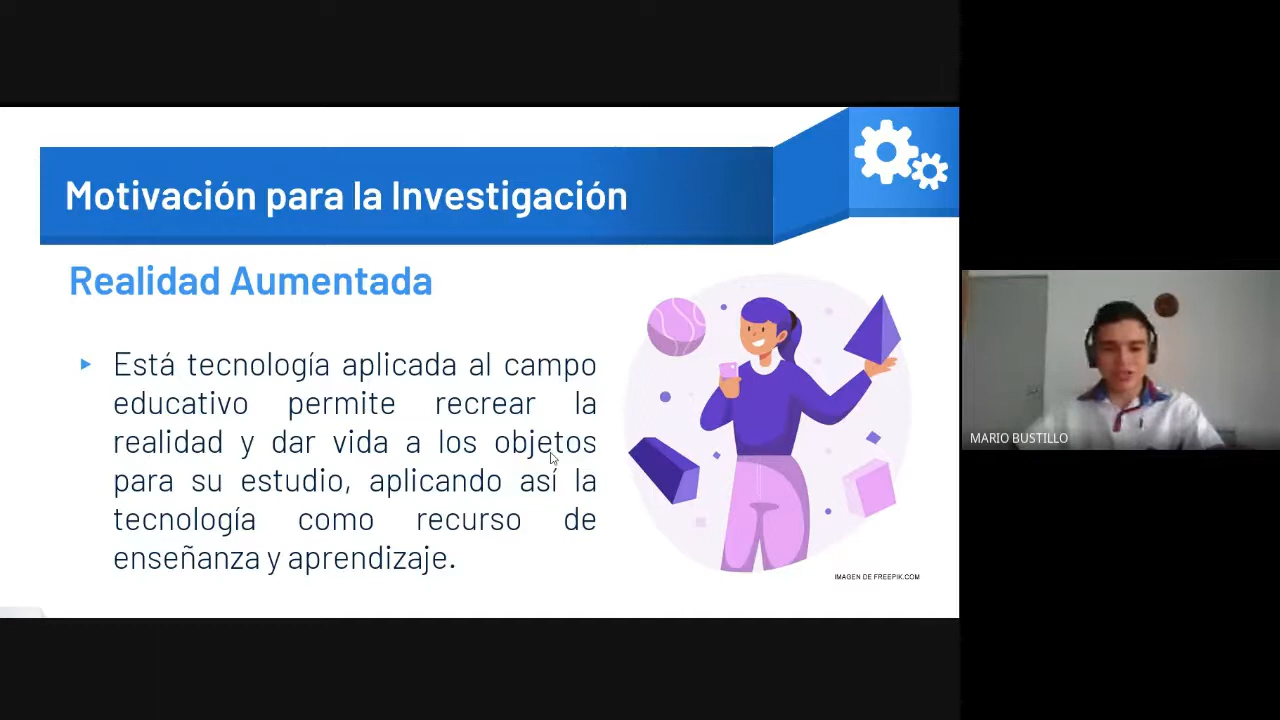 Motivación para la Investigación
Realidad Aumentada
Está tecnología aplicada al campo
educativo permite recrear la
realidad y dar vida a los objetos
para su estudio, aplicando así la
tecnología como recurso de
enseñanza y aprendizaje.
IMAGEN DE FREEPIK.COM
MARIO BUSTILLO